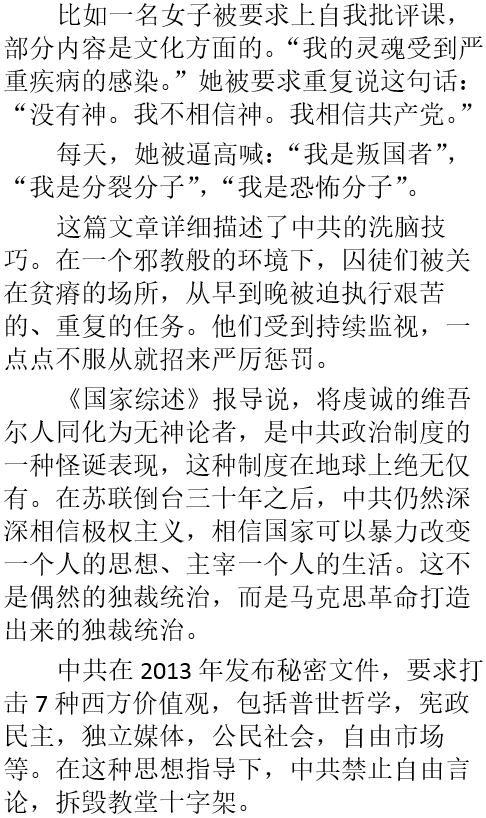 比如一名女子被要求上自我批评课，
部分内容是文化方面的。“我的灵魂受到严
重疾病的感染。”她被要求重复说这句话：
“没有神。我不相信神。我相信共产党。”
每天，她被逼高喊：“我是叛国者”，
“我是分裂分子”，“我是恐怖分子”。
这篇文章详细描述了中共的洗脑技
巧。在一个邪教般的环境下，囚徒们被关
在贫瘠的场所，从早到晚被迫执行艰苦
的、重复的任务。他们受到持续监视，一
点点不服从就招来严厉惩罚。
《国家综述》报导说，将虔诚的维吾
尔人同化为无神论者，是中共政治制度的
一种怪诞表现，这种制度在地球上绝无仅
有。在苏联倒台三十年之后，中共仍然深
深相信极权主义，相信国家可以暴力改变
一个人的思想、主宰一个人的生活。这不
是偶然的独裁统治，而是马克思革命打造
出来的独裁统治。
中共在 2013 年发布秘密文件，要求打
击 7 种西方价值观，包括普世哲学，宪政
民主，独立媒体，公民社会，自由市场
等。在这种思想指导下，中共禁止自由言
论，拆毁教堂十字架。